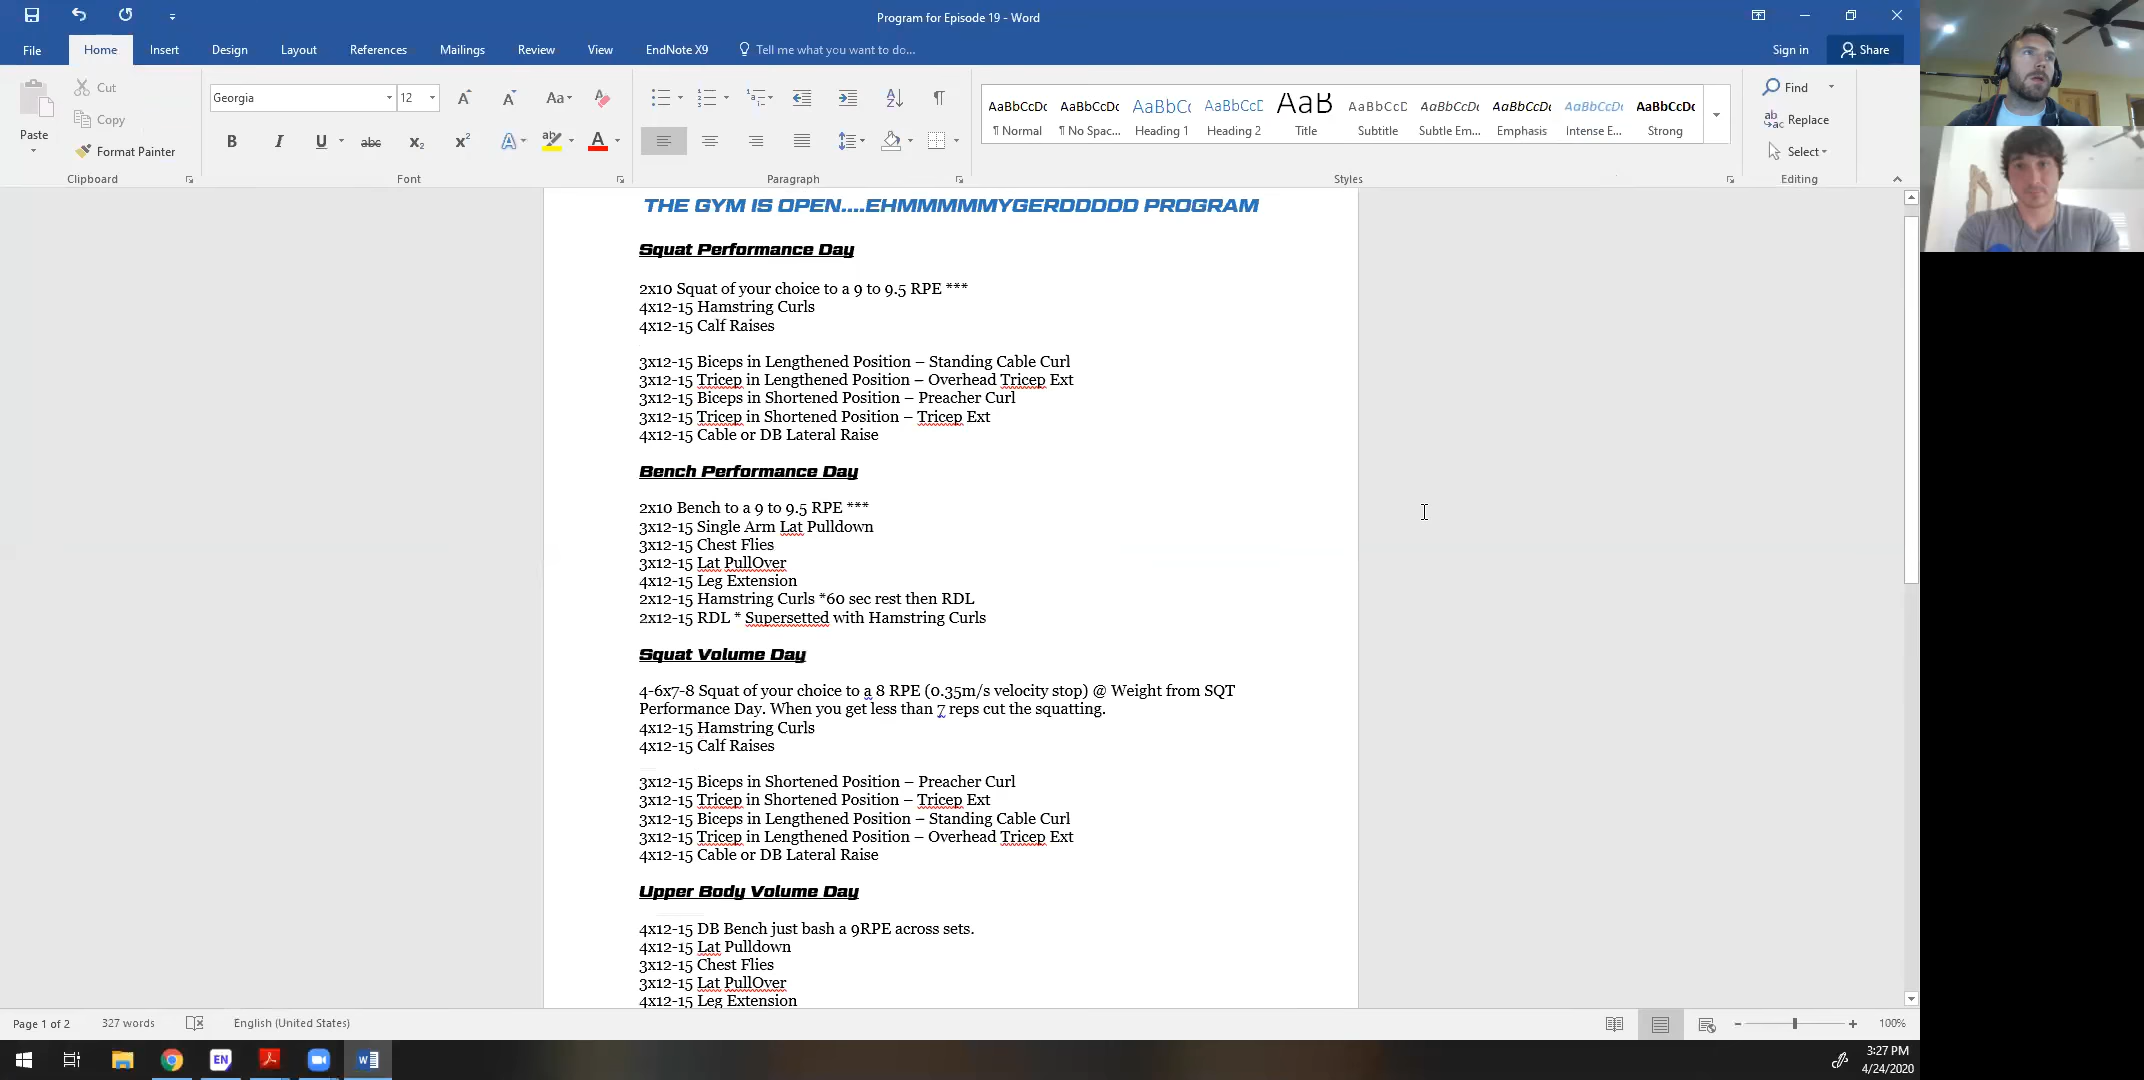 Program for Episode 19 - Word
File Home Insert Design Layout References Mailings Review View EndNote X9 Tell me what you want to do... Sign in Share
Paste
Cut
Copy
Format Painter
Clipboard
Georgia 12 A A Aa
B I U abc X₂ X² A ab A
Font
Paragraph
AaBbCcDc AaBbCcDc AaBbC( AaBbCcE AaB AaBbCcD AaBbCcDc AaBbCcDc AaBbCcDc AaBbCcDc
¶ Normal ¶ No Spac... Heading 1 Heading 2 Title Subtitle Subtle Em... Emphasis Intense E... Strong
Styles
Find
Replace
Select
Editing
THE GYM IS OPEN....EHMMMMMYGERDDDDD PROGRAM
Squat Performance Day
2x10 Squat of your choice to a 9 to 9.5 RPE ***
4x12-15 Hamstring Curls
4x12-15 Calf Raises
3x12-15 Biceps in Lengthened Position – Standing Cable Curl
3x12-15 Tricep in Lengthened Position – Overhead Tricep Ext
3x12-15 Biceps in Shortened Position – Preacher Curl
3x12-15 Tricep in Shortened Position – Tricep Ext
4x12-15 Cable or DB Lateral Raise
Bench Performance Day
2x10 Bench to a 9 to 9.5 RPE ***
3x12-15 Single Arm Lat Pulldown
3x12-15 Chest Flies
3x12-15 Lat PullOver
4x12-15 Leg Extension
2x12-15 Hamstring Curls *60 sec rest then RDL
2x12-15 RDL * Supersetted with Hamstring Curls
Squat Volume Day
4-6x7-8 Squat of your choice to a 8 RPE (0.35m/s velocity stop) @ Weight from SQT
Performance Day. When you get less than 7 reps cut the squatting.
4x12-15 Hamstring Curls
4x12-15 Calf Raises
3x12-15 Biceps in Shortened Position – Preacher Curl
3x12-15 Tricep in Shortened Position – Tricep Ext
3x12-15 Biceps in Lengthened Position – Standing Cable Curl
3x12-15 Tricep in Lengthened Position – Overhead Tricep Ext
4x12-15 Cable or DB Lateral Raise
Upper Body Volume Day
4x12-15 DB Bench just bash a 9RPE across sets.
4x12-15 Lat Pulldown
3x12-15 Chest Flies
3x12-15 Lat PullOver
4x12-15 Leg Extension
Page 1 of 2 327 words English (United States) 100%
EN
3:27 PM
4/24/2020